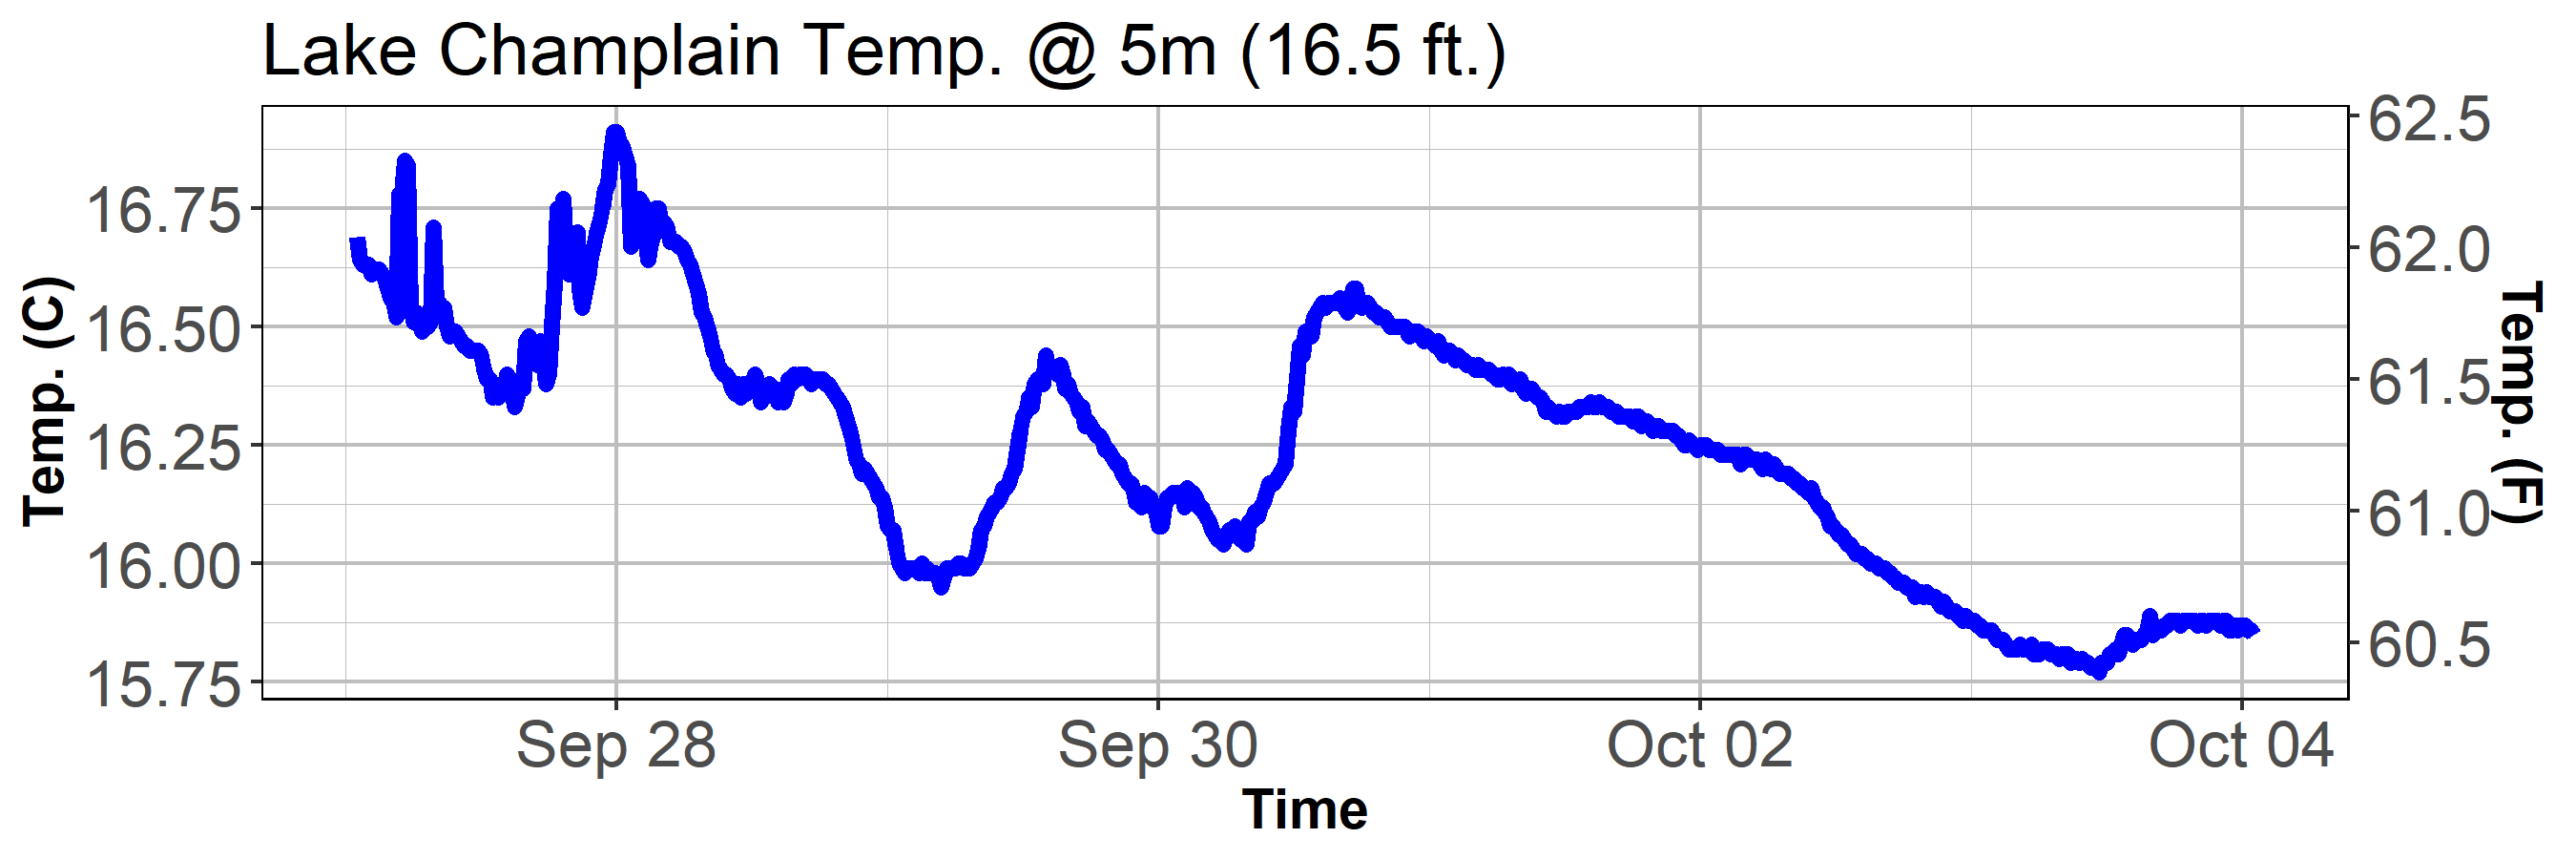 Lake Champlain Temp. @ 5m (16.5 ft.)
Temp. (C)
16.75
16.50
16.25
16.00
15.75
62.5
62.0
61.5
61.0
60.5
Temp. (F)
Sep 28 Sep 30 Oct 02 Oct 04
Time